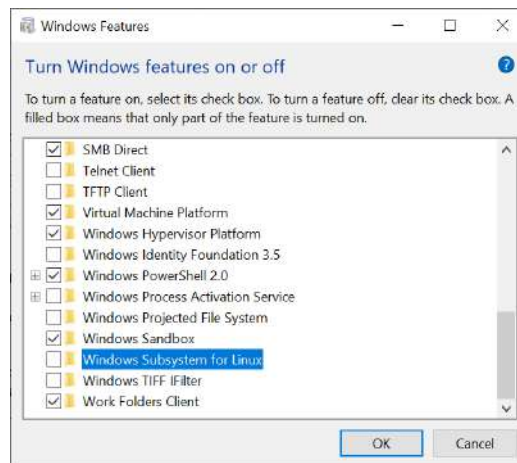 Windows Features
Turn Windows features on or off
To turn a feature on, select its check box. To turn a feature off, clear its check box. A
filled box means that only part of the feature is turned on.
SMB Direct
Telnet Client
TFTP Client
Virtual Machine Platform
Windows Hypervisor Platform
Windows Identity Foundation 3.5
Windows PowerShell 2.0
Windows Process Activation Service
Windows Projected File System
Windows Sandbox
Windows Subsystem for Linux
Windows TIFF IFilter
Work Folders Client
OK Cancel